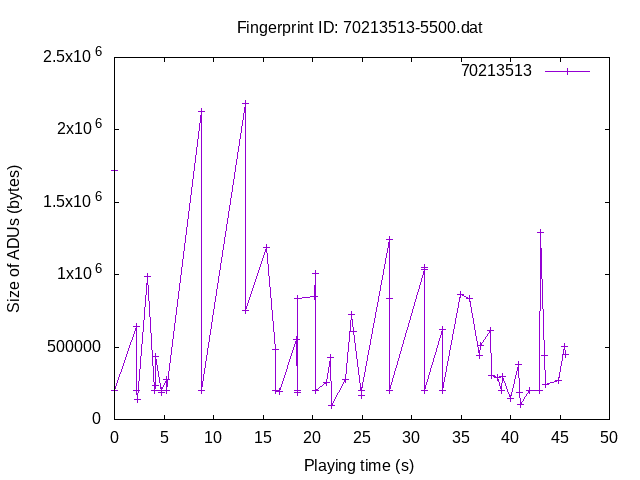 Fingerprint ID: 70213513-5500.dat
70213513
Size of ADUs (bytes)
2.5x10^6
2x10^6
1.5x10^6
1x10^6
500000
0
0 5 10 15 20 25 30 35 40 45 50
Playing time (s)